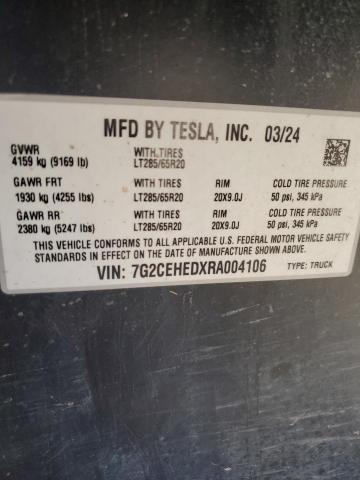 MFD BY TESLA, INC. 03/24
GVWR WITH TIRES
4159 kg (9169 lb) LT285/65R20
GAWR FRT WITH TIRES RIM COLD TIRE PRESSURE
1930 kg (4255 lbs) LT285/65R20 20X9.0J 50 psi, 345 kPa
GAWR RR WITH TIRES RIM COLD TIRE PRESSURE
2380 kg (5247 lbs) LT285/65R20 20X9.0J 50 psi, 345 kPa
THIS VEHICLE CONFORMS TO ALL APPLICABLE U.S. FEDERAL MOTOR VEHICLE SAFETY
STANDARDS IN EFFECT ON THE DATE OF MANUFACTURE SHOWN ABOVE.
VIN: 7G2CEHEDXRA004106 TYPE: TRUCK